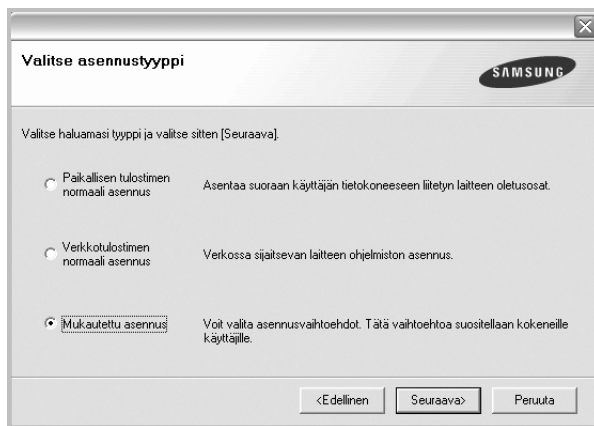 Valitse asennustyyppi
SAMSUNG
Valitse haluamasi tyyppi ja valitse sitten [Seuraava].
Paikallisen tulostimen
normaali asennus
Asentaa suoraan käyttäjän tietokoneeseen liitetyn laitteen oletusosat.
Verkkotulostimen
normaali asennus
Verkossa sijaitsevan laitteen ohjelmiston asennus.
Mukautettu asennus
Voit valita asennusvaihtoehdot. Tätä vaihtoehtoa suositellaan kokeneille
käyttäjille.
<Edellinen
Seuraava>
Peruuta